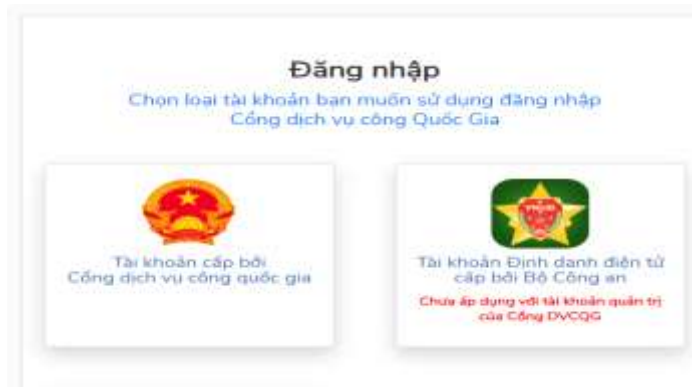 Đăng nhập
Chọn loại tài khoản bạn muốn sử dụng đăng nhập
Cổng dịch vụ công Quốc Gia
Tài khoản cấp bởi
Cổng dịch vụ công quốc gia
Tài khoản Định danh điện tử
cấp bởi Bộ Công an
Chưa áp dụng với tài khoản quản trị
của Cổng DVCQG